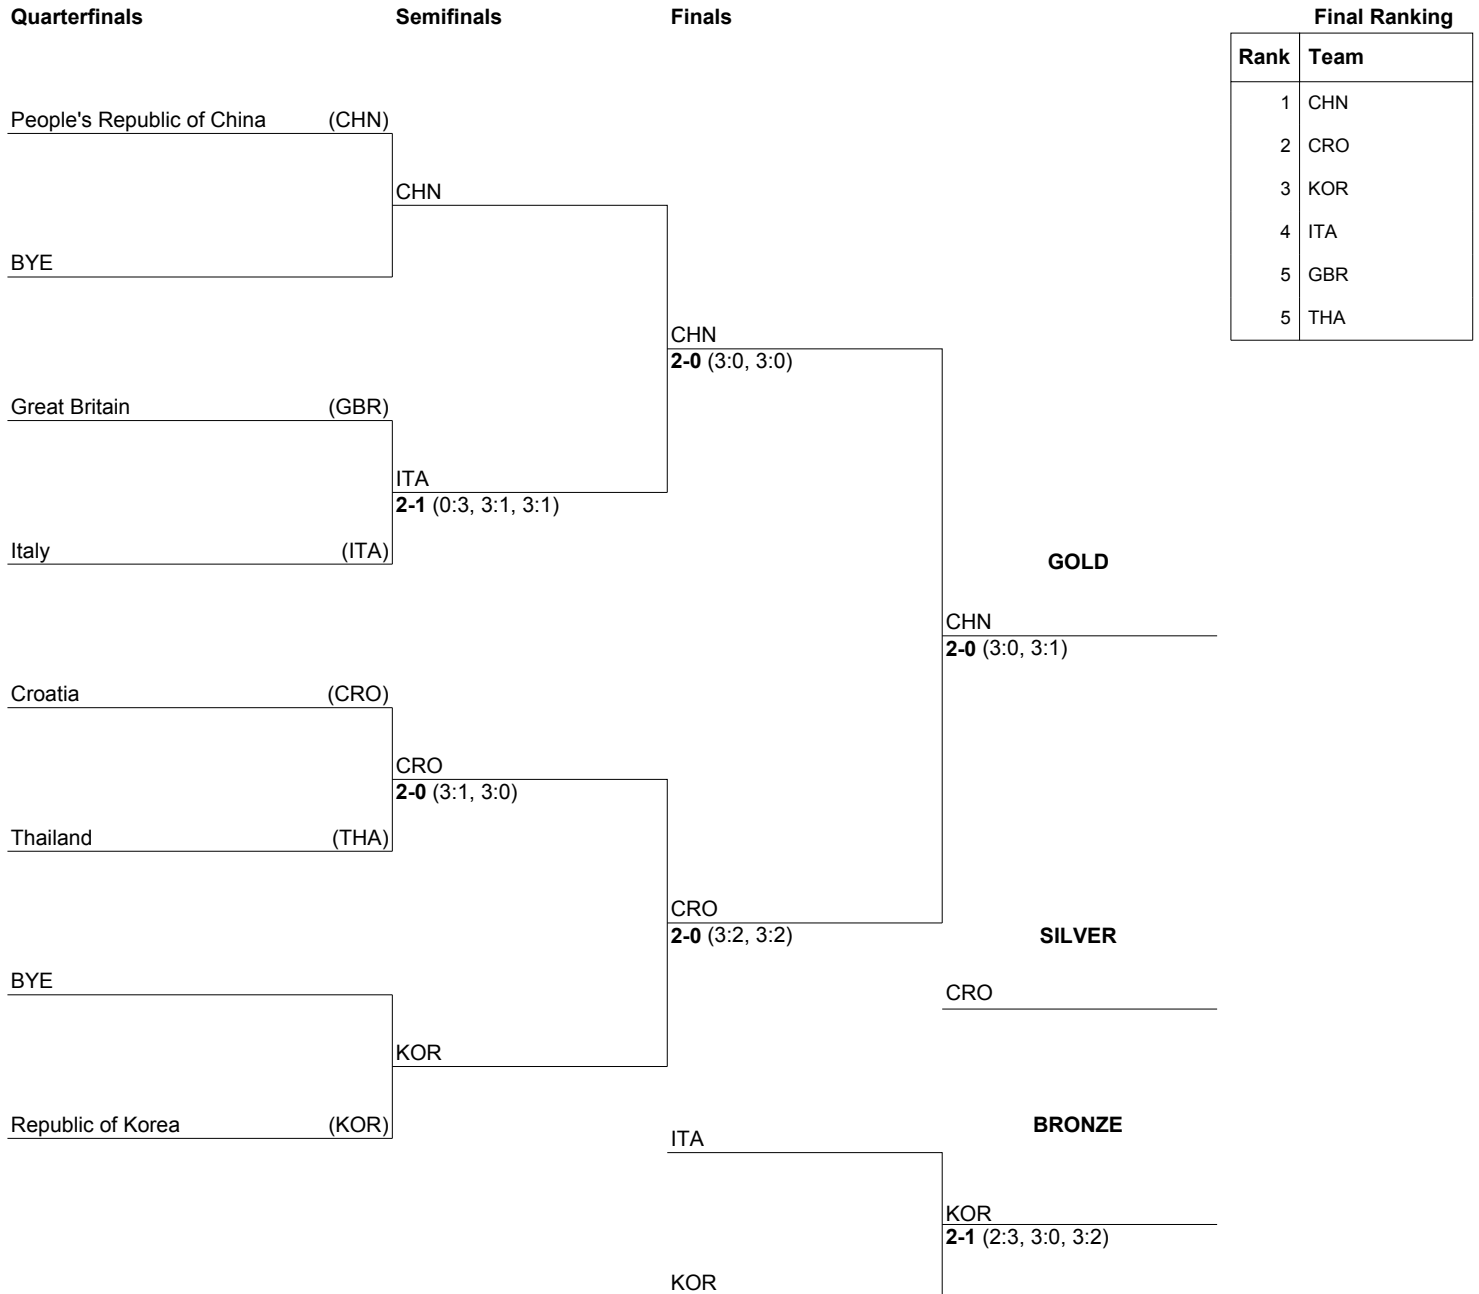 Quarterfinals Semifinals Finals Final Ranking
Rank Team
1 CHN
2 CRO
3 KOR
4 ITA
5 GBR
5 THA
People's Republic of China (CHN)
CHN
BYE
CHN
2-0 (3:0, 3:0)
Great Britain (GBR)
ITA
2-1 (0:3, 3:1, 3:1)
Italy (ITA)
GOLD
CHN
2-0 (3:0, 3:1)
Croatia (CRO)
CRO
2-0 (3:1, 3:0)
Thailand (THA)
CRO
2-0 (3:2, 3:2)
SILVER
BYE
CRO
KOR
Republic of Korea (KOR)
BRONZE
ITA
KOR
2-1 (2:3, 3:0, 3:2)
KOR